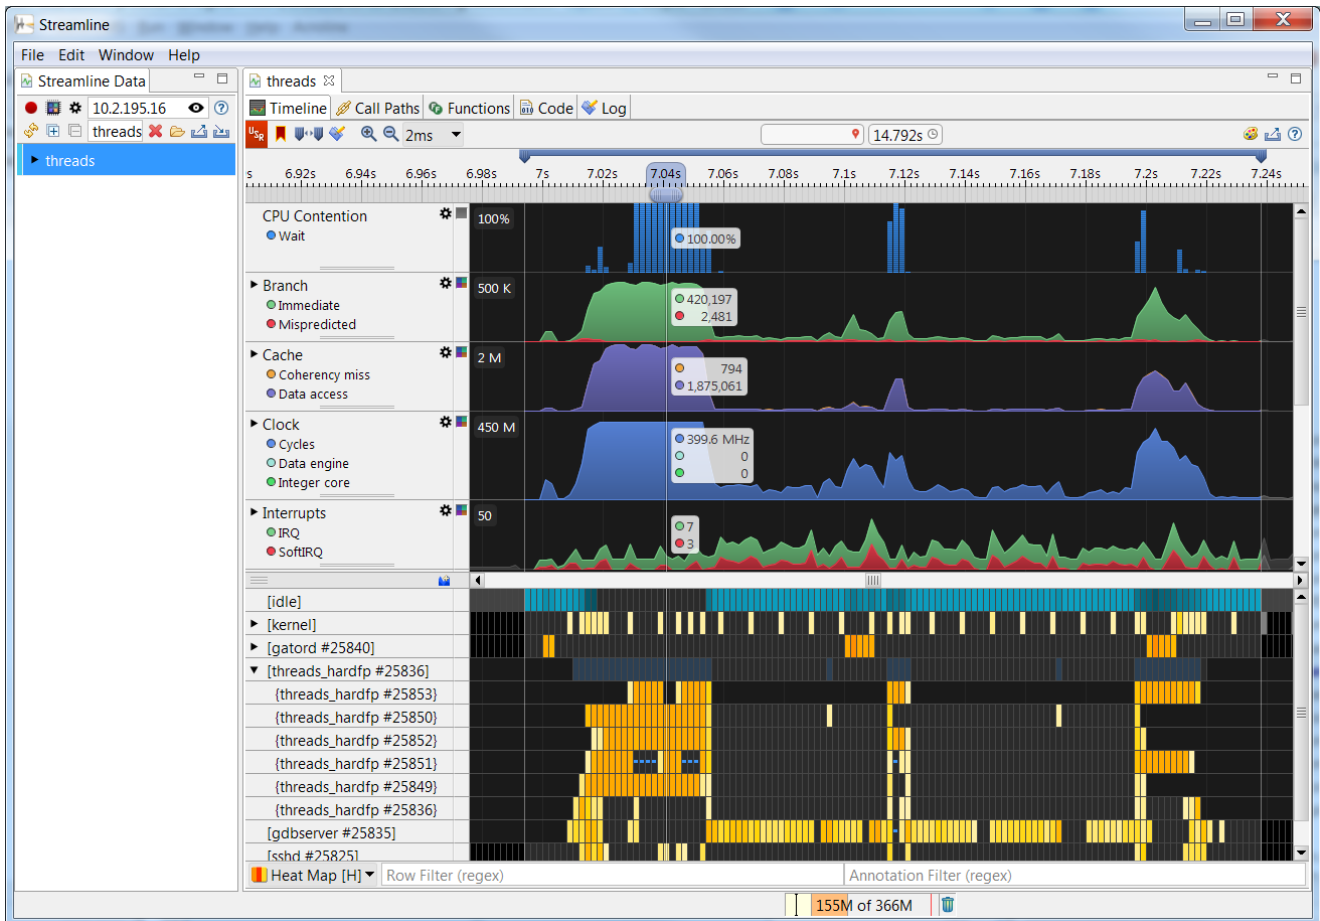 Streamline
File Edit Window Help
Streamline Data
threads
10.2.195.16
Timeline Call Paths Functions Code Log
threads
USR 2ms 14.792s
threads
s 6.92s 6.94s 6.96s 6.98s 7s 7.02s 7.04s 7.06s 7.08s 7.1s 7.12s 7.14s 7.16s 7.18s 7.2s 7.22s 7.24s
CPU Contention 100%
Wait 100.00%
Branch 500 K
Immediate 420,197
Mispredicted 2,481
Cache 2 M
Coherency miss 794
Data access 1,875,061
Clock 450 M
Cycles 399.6 MHz
Data engine 0
Integer core 0
Interrupts 50
IRQ 7
SoftIRQ 3
[idle]
[kernel]
[gatord #25840]
[threads_hardfp #25836]
{threads_hardfp #25853}
{threads_hardfp #25850}
{threads_hardfp #25852}
{threads_hardfp #25851}
{threads_hardfp #25849}
{threads_hardfp #25836}
[gdbserver #25835]
[sshd #25825]
Heat Map [H] Row Filter (regex) Annotation Filter (regex)
155M of 366M